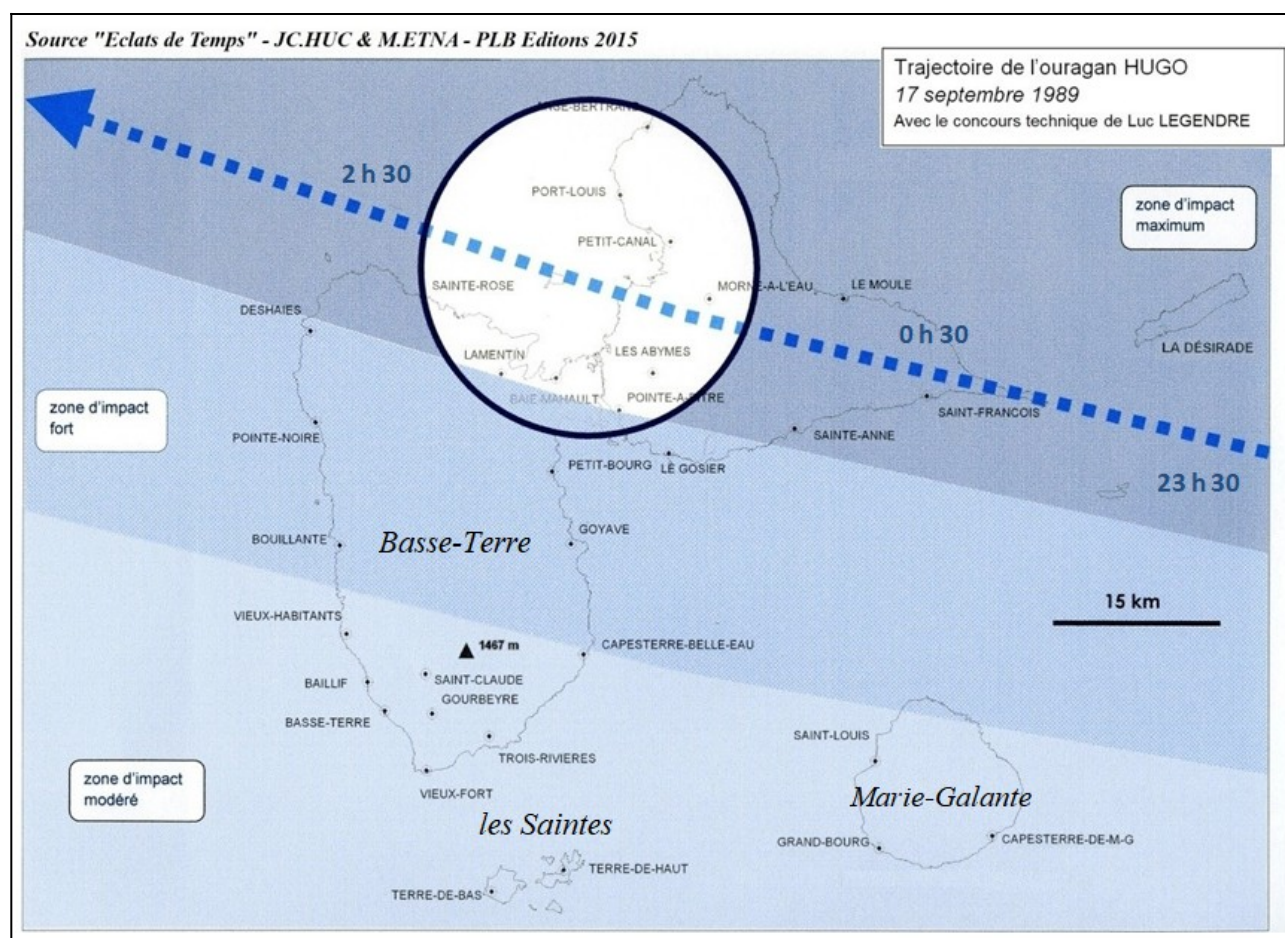 Source "Eclats de Temps" - JC.HUC & M.ETNA - PLB Editons 2015
Trajectoire de l'ouragan HUGO
17 septembre 1989
Avec le concours technique de Luc LEGENDRE
ANSE-BERTRAND
2 h 30
PORT-LOUIS
zone d'impact
maximum
PETIT-CANAL
SAINTE-ROSE
MORNE-A-L'EAU
LE MOULE
DESHAIES
0 h 30
LA DÉSIRADE
LAMENTIN
LES ABYMES
BAIE-MAHAULT
POINTE-A-PITRE
SAINT-FRANCOIS
zone d'impact
fort
POINTE-NOIRE
SAINTE-ANNE
PETIT-BOURG
LE GOSIER
23 h 30
GOYAVE
BOUILLANTE
Basse-Terre
15 km
VIEUX-HABITANTS
1467 m
CAPESTERRE-BELLE-EAU
BAILLIF
SAINT-CLAUDE
GOURBEYRE
BASSE-TERRE
SAINT-LOUIS
TROIS-RIVIERES
zone d'impact
modéré
VIEUX-FORT
Marie-Galante
les Saintes
GRAND-BOURG
CAPESTERRE-DE-M-G
TERRE-DE-HAUT
TERRE-DE-BAS